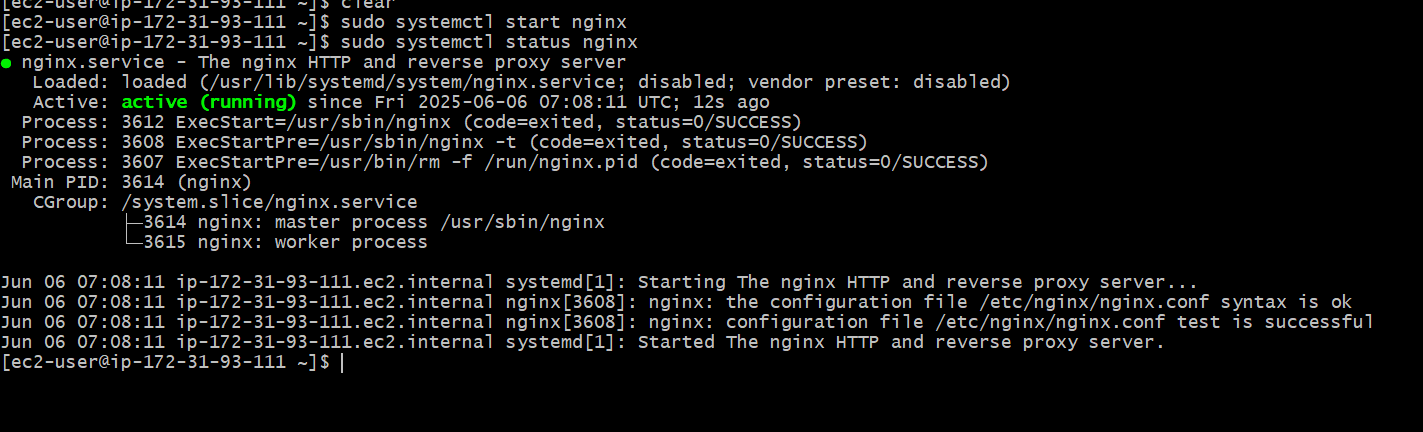 [ec2-user@ip-172-31-93-111 ~]$ clear
[ec2-user@ip-172-31-93-111 ~]$ sudo systemctl start nginx
[ec2-user@ip-172-31-93-111 ~]$ sudo systemctl status nginx
● nginx.service - The nginx HTTP and reverse proxy server
   Loaded: loaded (/usr/lib/systemd/system/nginx.service; disabled; vendor preset: disabled)
   Active: active (running) since Fri 2025-06-06 07:08:11 UTC; 12s ago
  Process: 3612 ExecStart=/usr/sbin/nginx (code=exited, status=0/SUCCESS)
  Process: 3608 ExecStartPre=/usr/sbin/nginx -t (code=exited, status=0/SUCCESS)
  Process: 3607 ExecStartPre=/usr/bin/rm -f /run/nginx.pid (code=exited, status=0/SUCCESS)
 Main PID: 3614 (nginx)
   CGroup: /system.slice/nginx.service
           ├─3614 nginx: master process /usr/sbin/nginx
           └─3615 nginx: worker process

Jun 06 07:08:11 ip-172-31-93-111.ec2.internal systemd[1]: Starting The nginx HTTP and reverse proxy server...
Jun 06 07:08:11 ip-172-31-93-111.ec2.internal nginx[3608]: nginx: the configuration file /etc/nginx/nginx.conf syntax is ok
Jun 06 07:08:11 ip-172-31-93-111.ec2.internal nginx[3608]: nginx: configuration file /etc/nginx/nginx.conf test is successful
Jun 06 07:08:11 ip-172-31-93-111.ec2.internal systemd[1]: Started The nginx HTTP and reverse proxy server.
[ec2-user@ip-172-31-93-111 ~]$